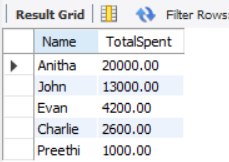 Result Grid Filter Rows:
Name TotalSpent
Anitha 20000.00
John 13000.00
Evan 4200.00
Charlie 2600.00
Preethi 1000.00